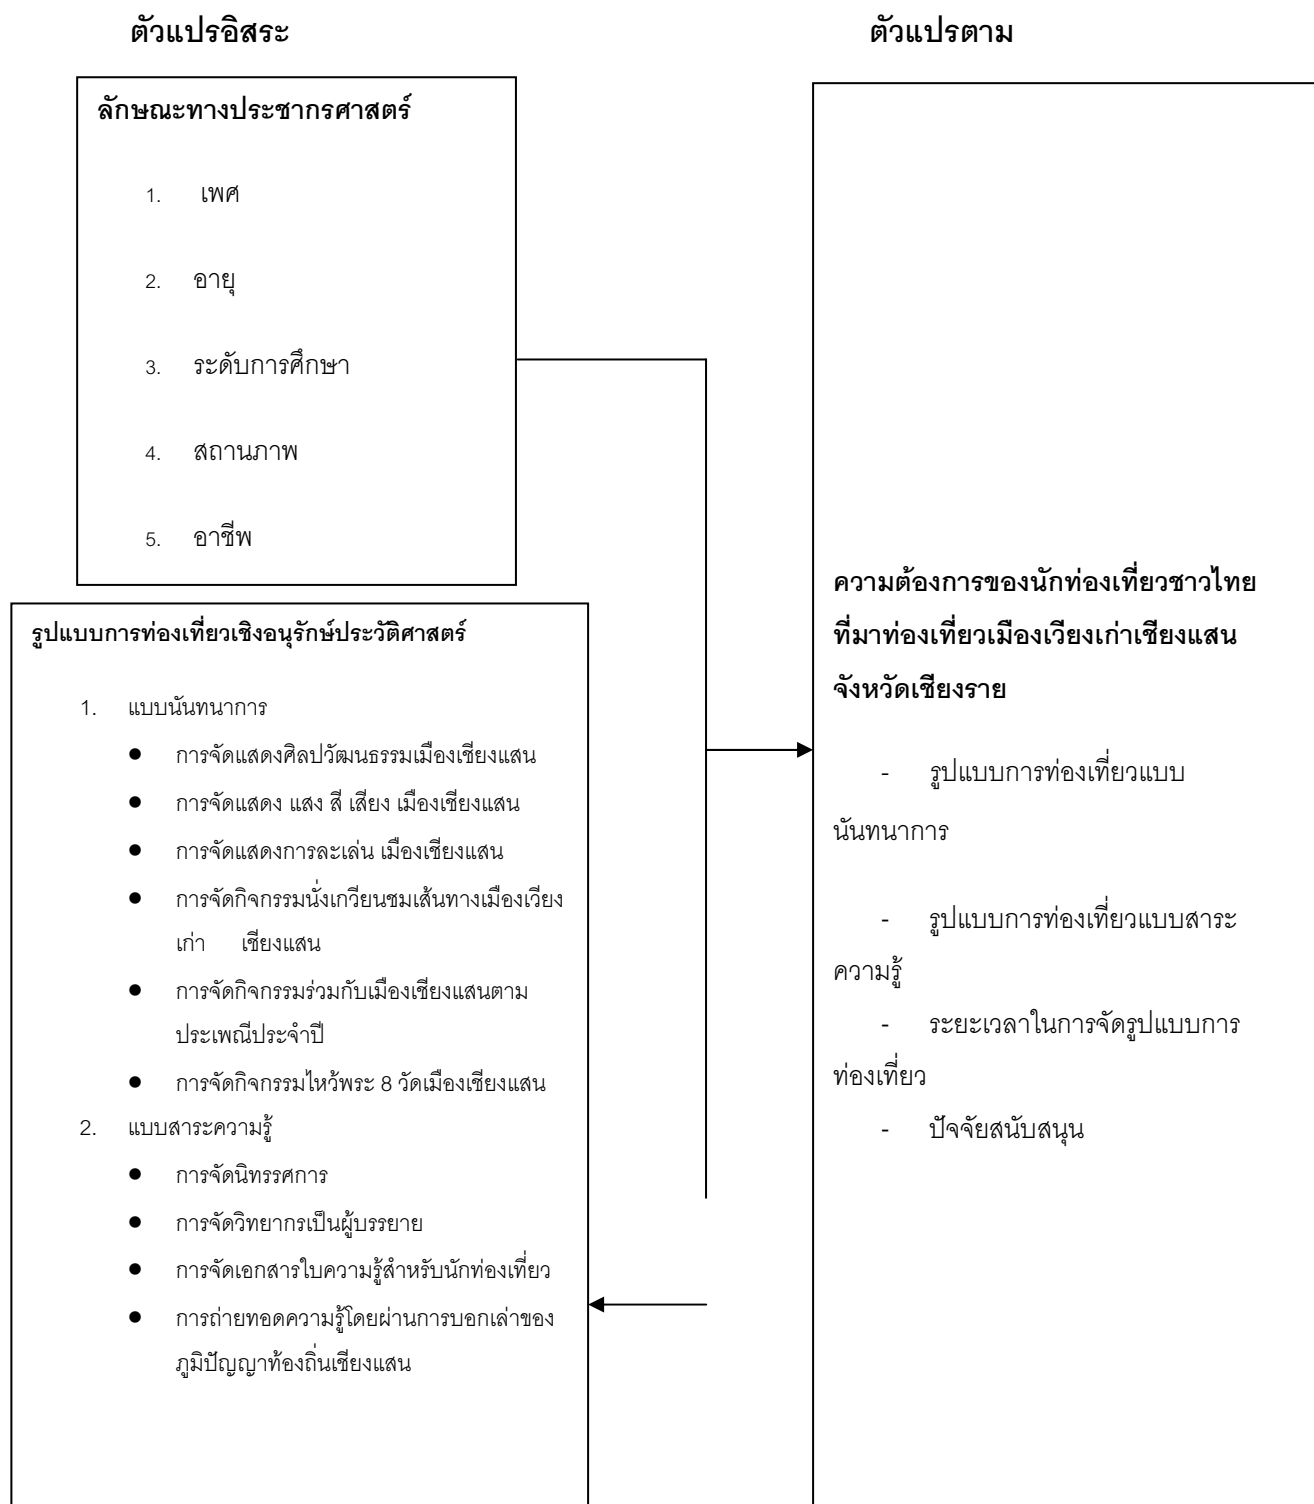 ตัวแปรอิสระ
ตัวแปรตาม
ลักษณะทางประชากรศาสตร์
1. เพศ
2. อายุ
3. ระดับการศึกษา
4. สถานภาพ
5. อาชีพ
รูปแบบการท่องเที่ยวเชิงอนุรักษ์ประวัติศาสตร์
1. แบบนันทนาการ
● การจัดแสดงศิลปวัฒนธรรมเมืองเชียงแสน
● การจัดแสดง แสง สี เสียง เมืองเชียงแสน
● การจัดแสดงการละเล่น เมืองเชียงแสน
● การจัดกิจกรรมนั่งเกวียนชมเส้นทางเมืองเวียง
เก่า เชียงแสน
● การจัดกิจกรรมร่วมกับเมืองเชียงแสนตาม
ประเพณีประจำปี
● การจัดกิจกรรมไหว้พระ 8 วัดเมืองเชียงแสน
2. แบบสาระความรู้
● การจัดนิทรรศการ
● การจัดวิทยากรเป็นผู้บรรยาย
● การจัดเอกสารใบความรู้สำหรับนักท่องเที่ยว
● การถ่ายทอดความรู้โดยผ่านการบอกเล่าของ
ภูมิปัญญาท้องถิ่นเชียงแสน
ความต้องการของนักท่องเที่ยวชาวไทย
ที่มาท่องเที่ยวเมืองเวียงเก่าเชียงแสน
จังหวัดเชียงราย
- รูปแบบการท่องเที่ยวแบบ
นันทนาการ
- รูปแบบการท่องเที่ยวแบบสาระ
ความรู้
- ระยะเวลาในการจัดรูปแบบการ
ท่องเที่ยว
- ปัจจัยสนับสนุน